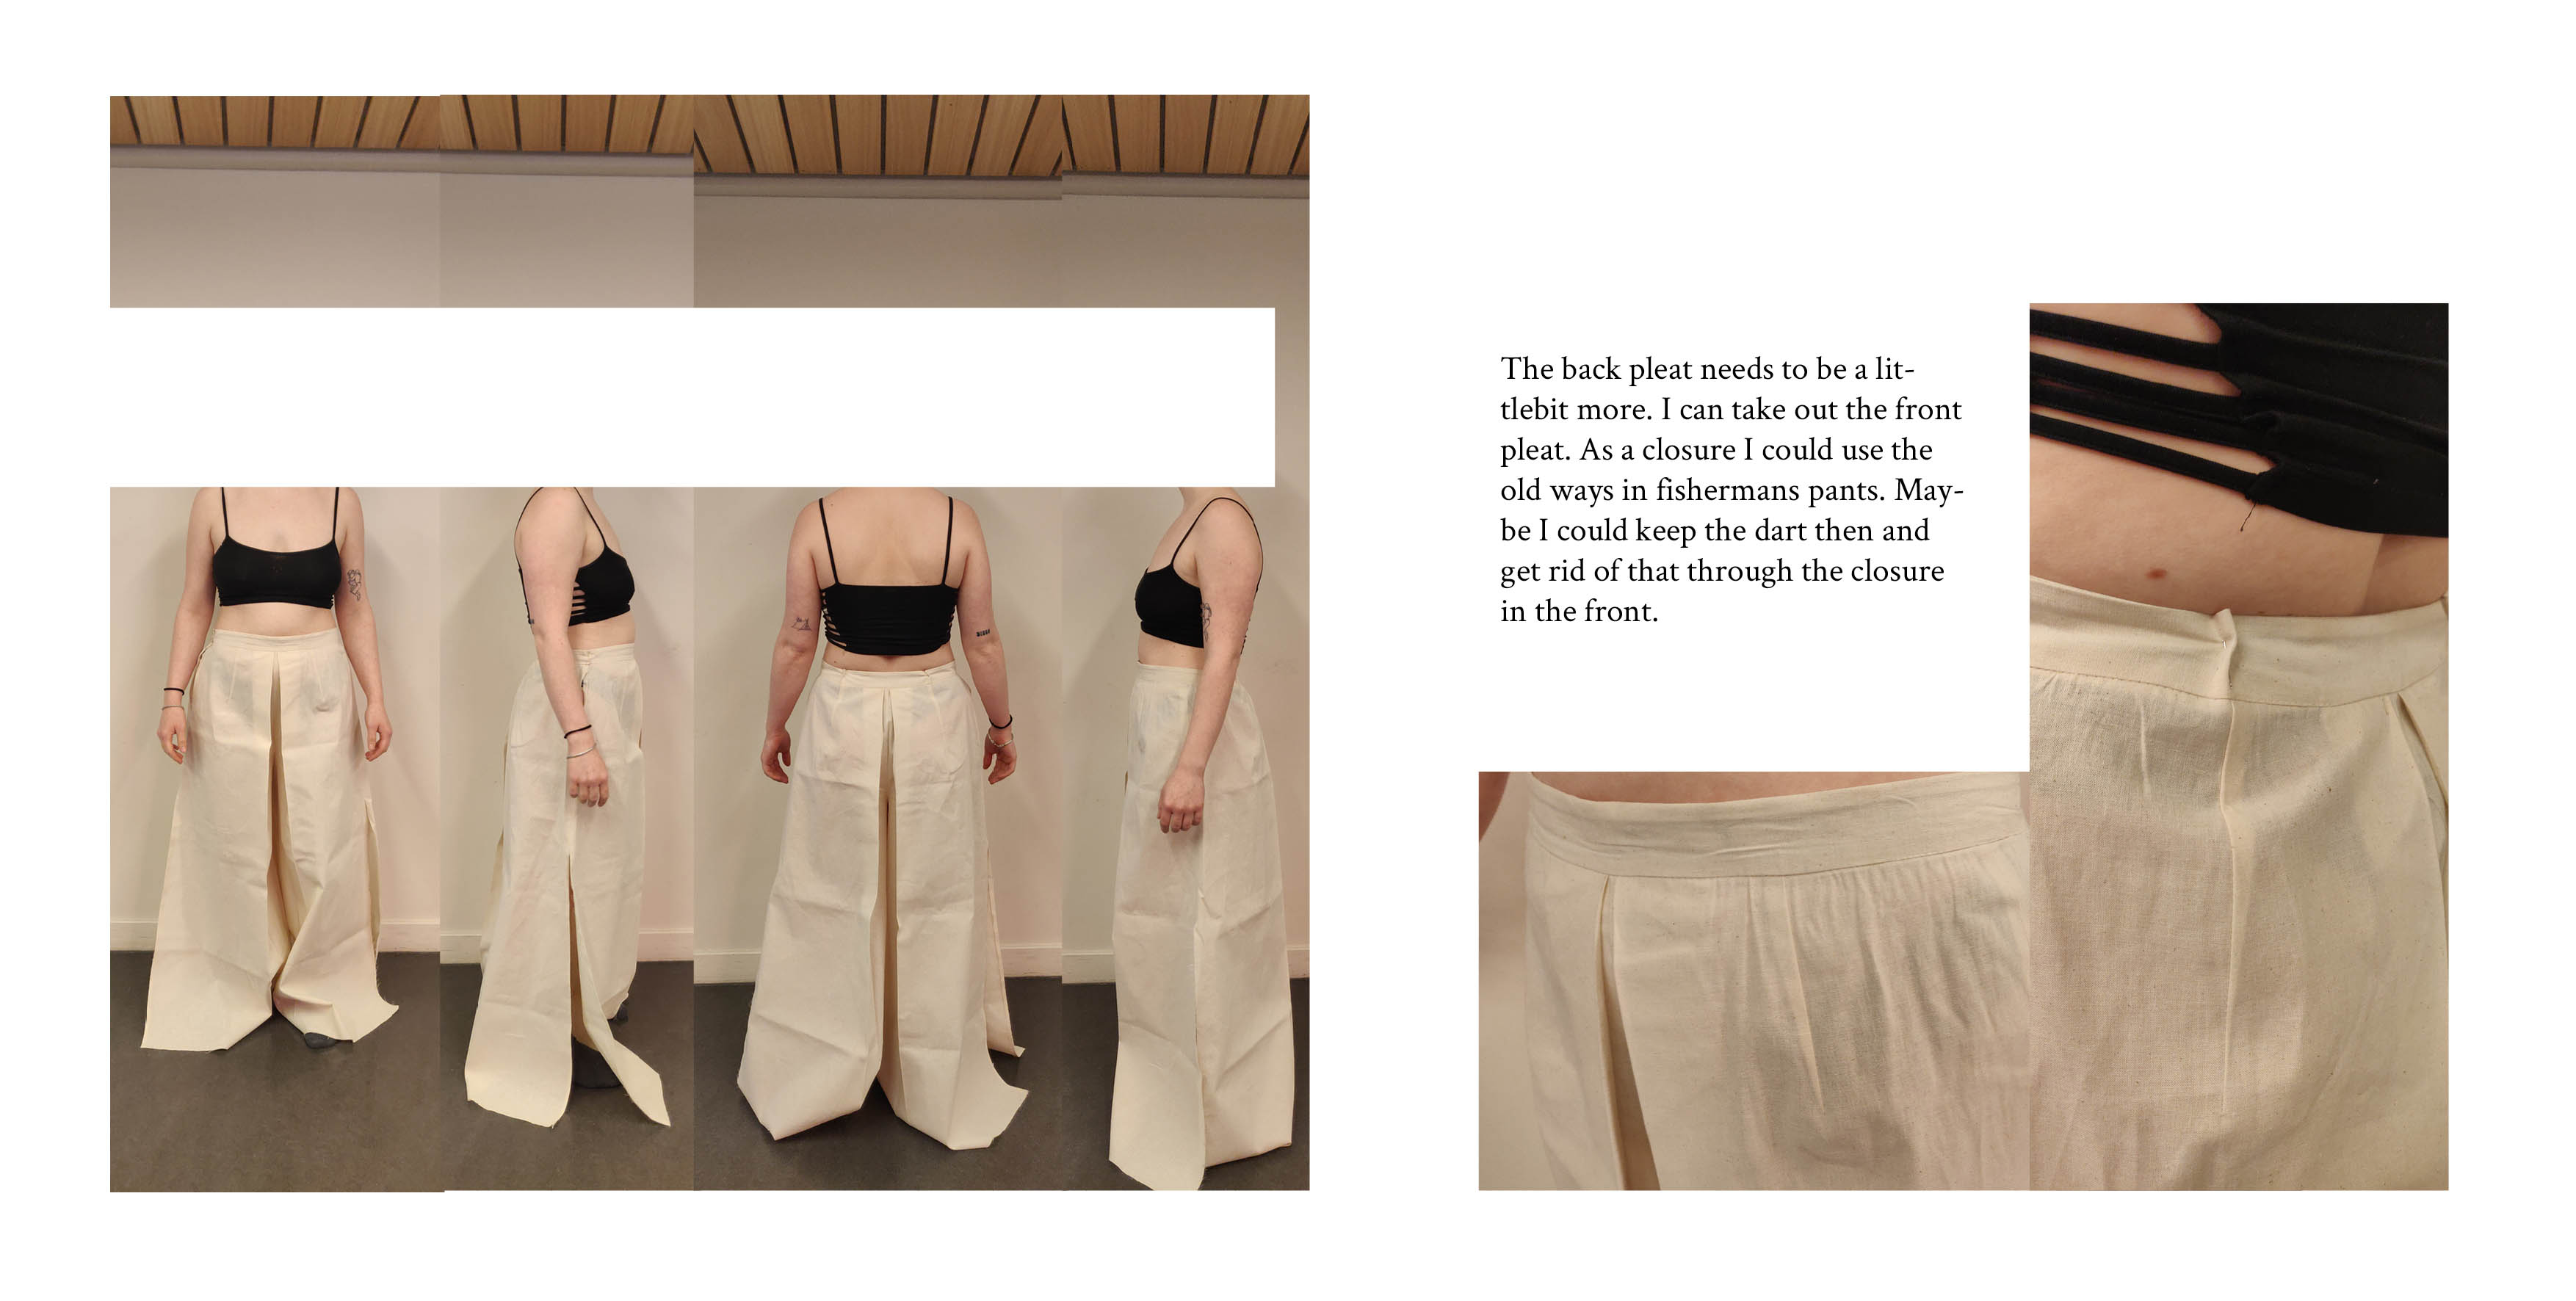 The back pleat needs to be a lit-
tlebit more. I can take out the front
pleat. As a closure I could use the
old ways in fishermans pants. May-
be I could keep the dart then and
get rid of that through the closure
in the front.